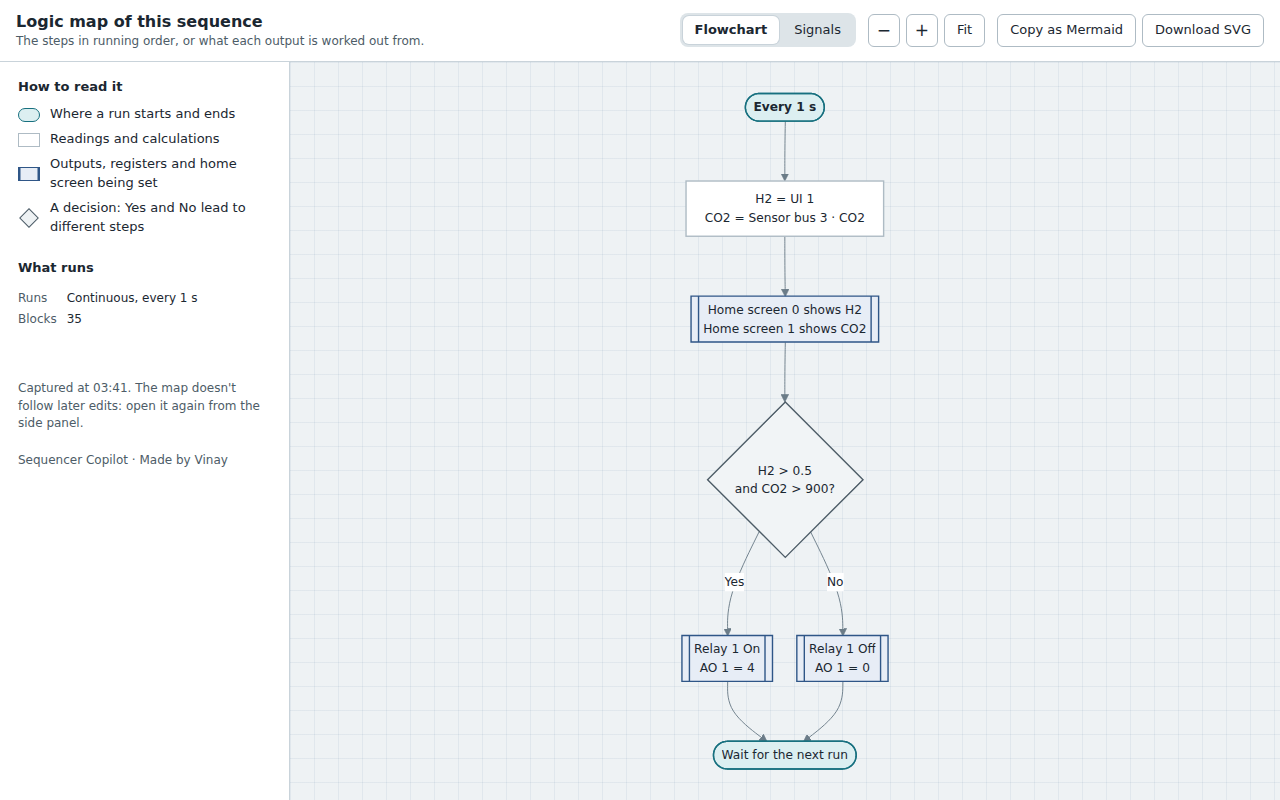 Logic map of this sequence
The steps in running order, or what each output is worked out from.
Flowchart
Signals
−
+
Fit
Copy as Mermaid
Download SVG
How to read it
Where a run starts and ends
Readings and calculations
Outputs, registers and home
screen being set
A decision: Yes and No lead to
different steps
What runs
Runs Continuous, every 1 s
Blocks 35
Captured at 03:41. The map doesn't
follow later edits: open it again from the
side panel.
Sequencer Copilot · Made by Vinay
Every 1 s
H2 = UI 1
CO2 = Sensor bus 3 · CO2
Home screen 0 shows H2
Home screen 1 shows CO2
H2 > 0.5
and CO2 > 900?
Yes
No
Relay 1 On
AO 1 = 4
Relay 1 Off
AO 1 = 0
Wait for the next run